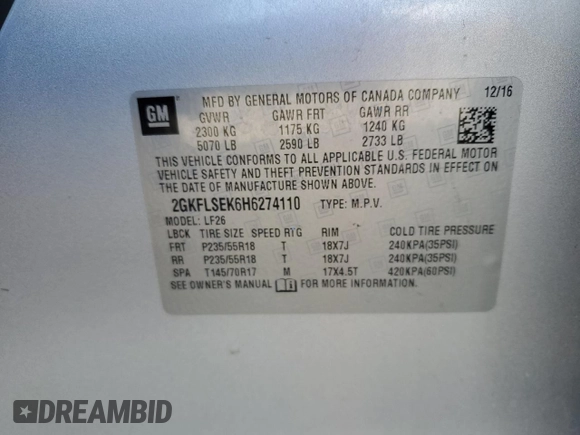 GM
MFD BY GENERAL MOTORS OF CANADA COMPANY 12/16
GVWR GAWR FRT GAWR RR
2300 KG 1175 KG 1240 KG
5070 LB 2590 LB 2733 LB
THIS VEHICLE CONFORMS TO ALL APPLICABLE U.S. FEDERAL MOTOR
VEHICLE SAFETY AND THEFT PREVENTION STANDARDS IN EFFECT ON
THE DATE OF MANUFACTURE SHOWN ABOVE.
2GKFLSEK6H6274110 TYPE: M.P.V.
MODEL: LF26
LBCK TIRE SIZE SPEED RTG RIM COLD TIRE PRESSURE
FRT P235/55R18 T 18X7J 240KPA(35PSI)
RR P235/55R18 T 18X7J 240KPA(35PSI)
SPA T145/70R17 M 17X4.5T 420KPA(60PSI)
SEE OWNER'S MANUAL FOR MORE INFORMATION.
DREAMBID